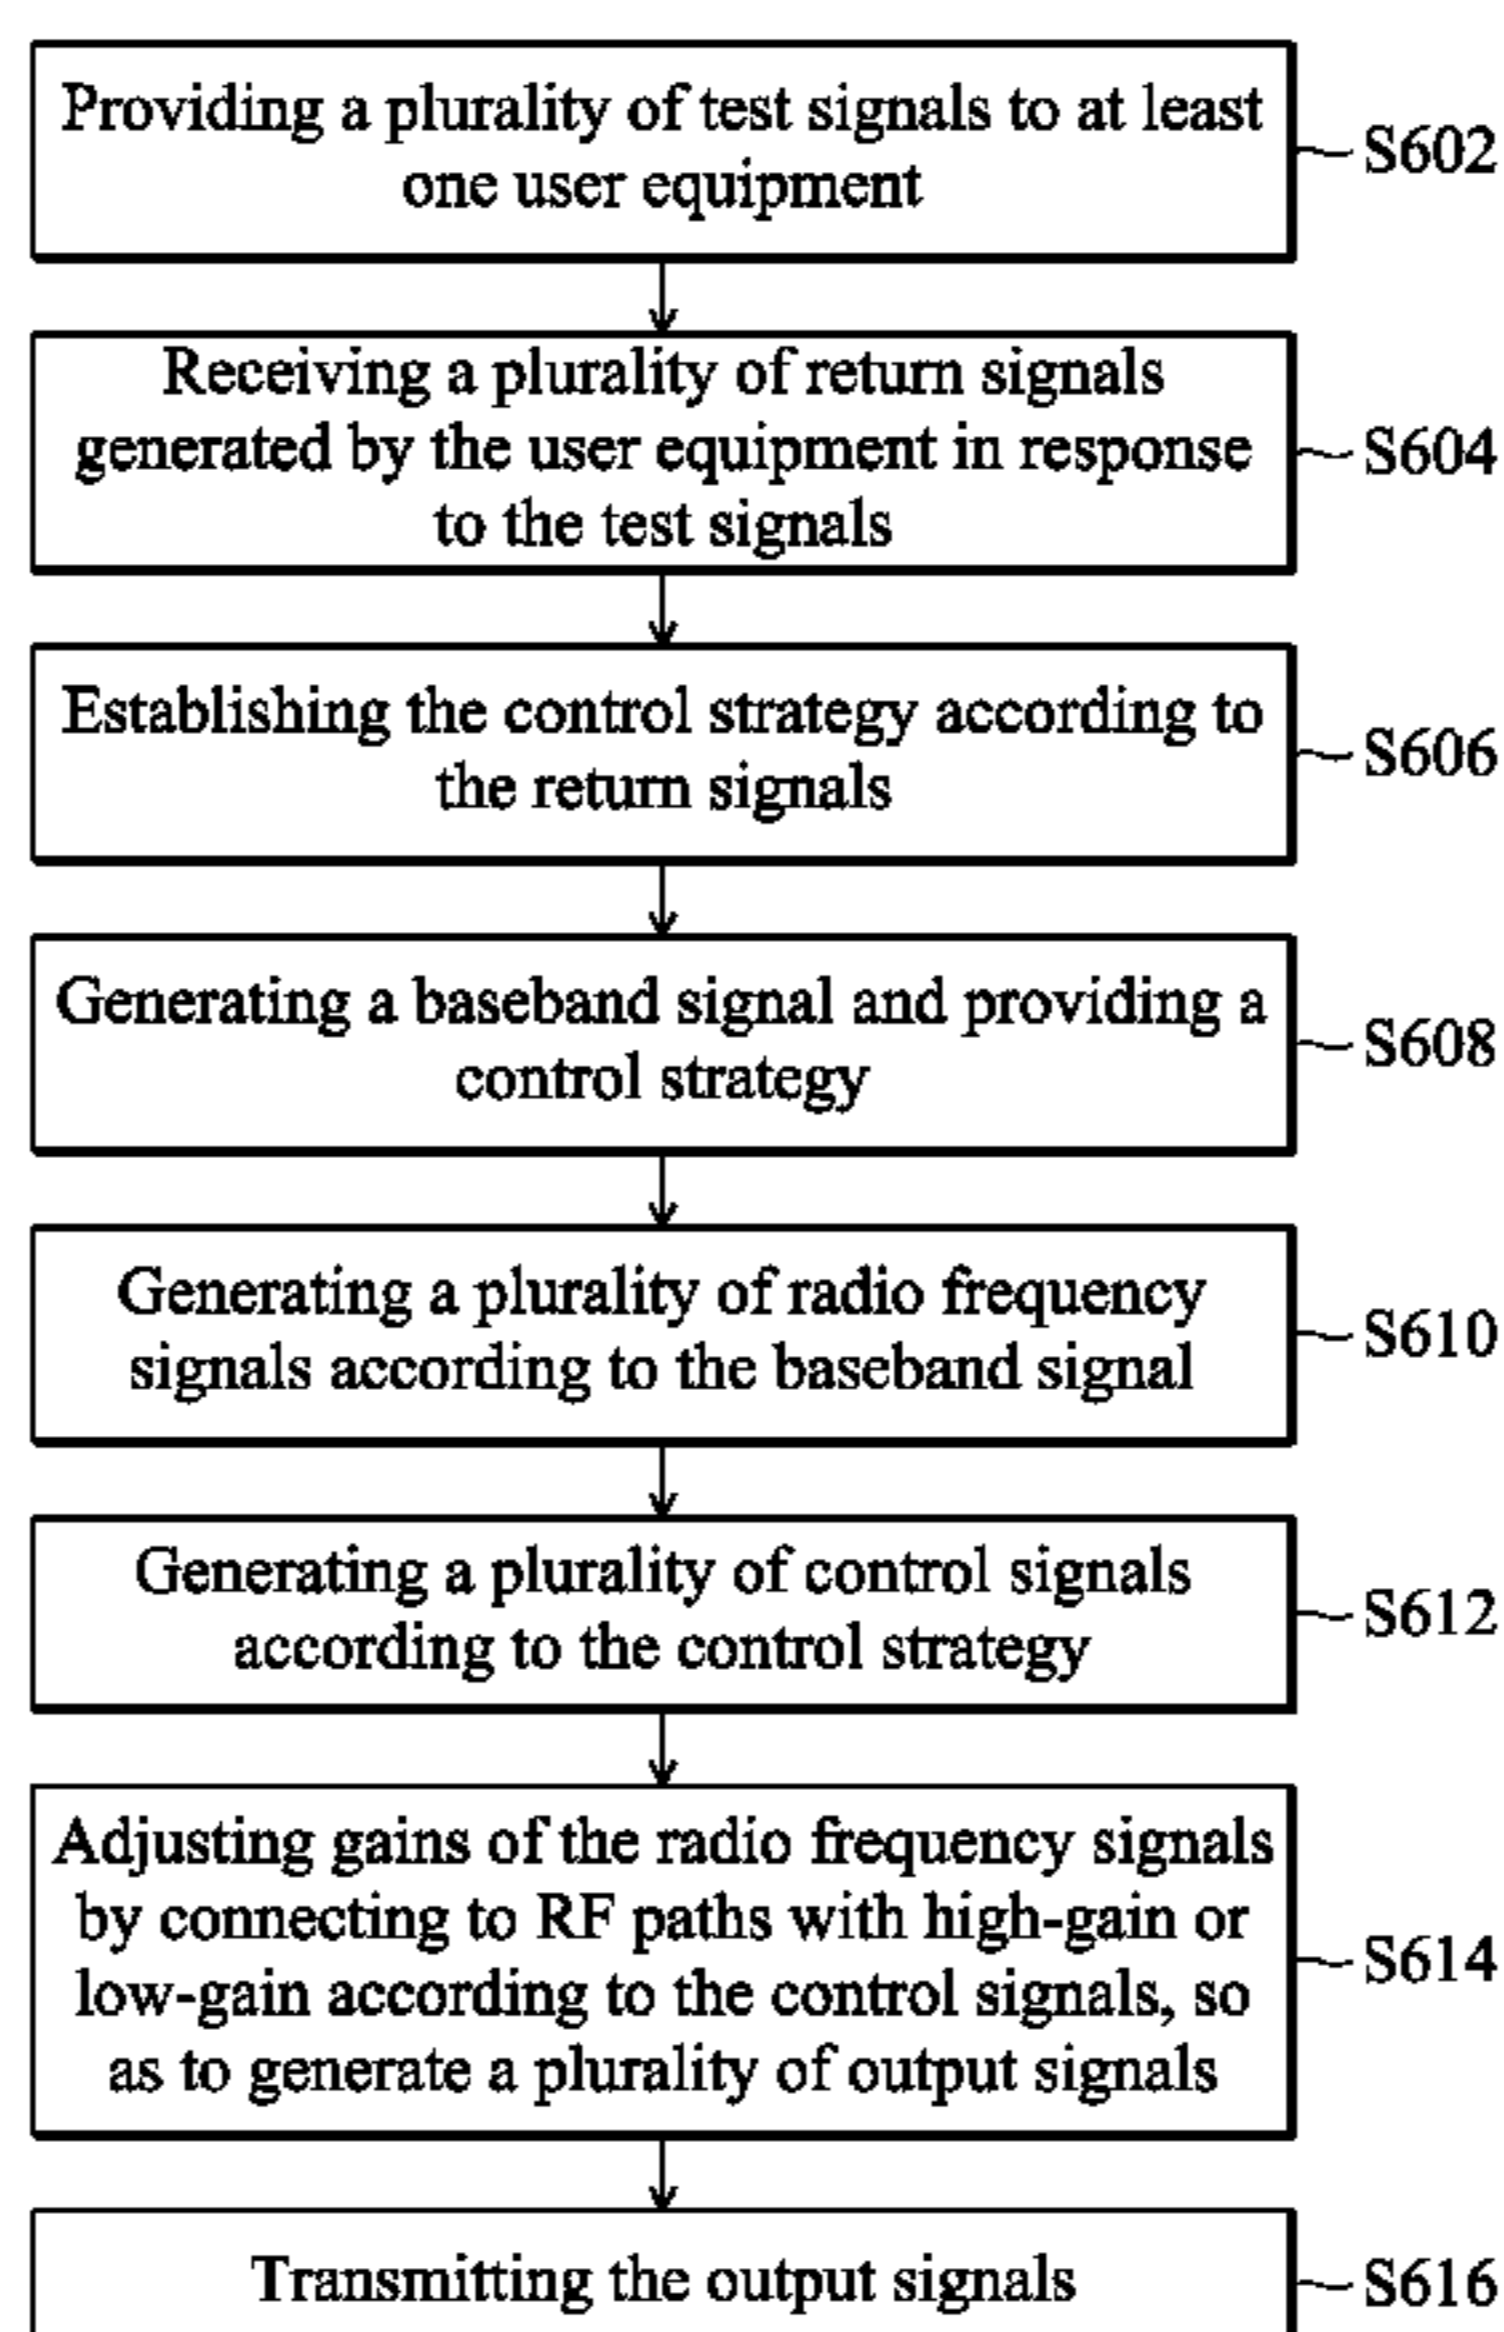 Providing a plurality of test signals to at least
one user equipment
S602
Receiving a plurality of return signals
generated by the user equipment in response
to the test signals
S604
Establishing the control strategy according to
the return signals
S606
Generating a baseband signal and providing a
control strategy
S608
Generating a plurality of radio frequency
signals according to the baseband signal
S610
Generating a plurality of control signals
according to the control strategy
S612
Adjusting gains of the radio frequency signals
by connecting to RF paths with high-gain or
low-gain according to the control signals, so
as to generate a plurality of output signals
S614
Transmitting the output signals
S616